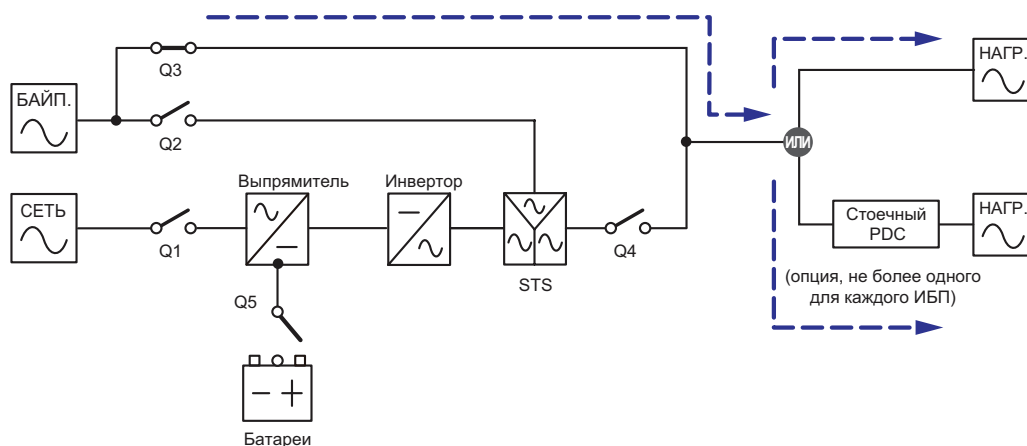 Q3
НАГР.
БАЙП.
Q2
ИЛИ
Выпрямитель
Инвертор
СЕТЬ
Q1
STS
Q4
Стоечный
PDC
НАГР.
(опция, не более одного
для каждого ИБП)
Q5
Батареи